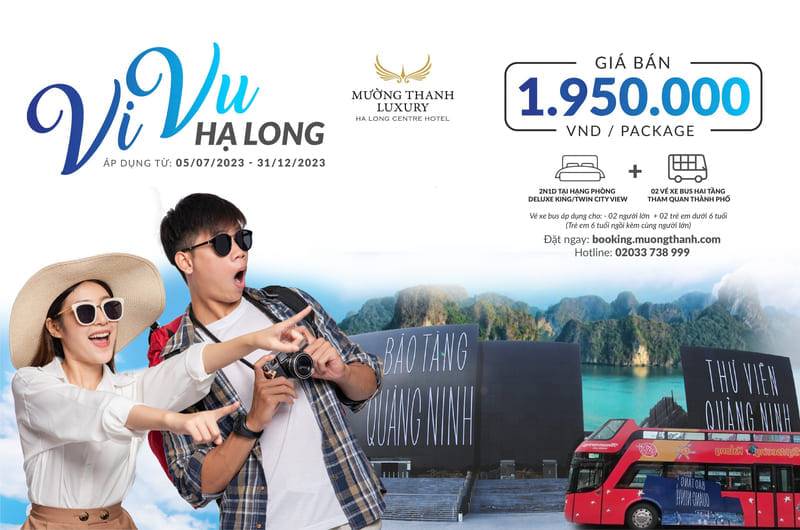 Vi Vu
HẠ LONG
ÁP DỤNG TỪ: 05/07/2023 - 31/12/2023
MƯỜNG THANH
LUXURY
HA LONG CENTRE HOTEL
GIÁ BÁN
1.950.000
VND / PACKAGE
2N1D TẠI HẠNG PHÒNG
DELUXE KING/TWIN CITY VIEW
+
02 VÉ XE BUS HAI TẦNG
THAM QUAN THÀNH PHỐ
Vé xe bus áp dụng cho: - 02 người lớn + 02 trẻ em dưới 6 tuổi
(Trẻ em 6 tuổi ngồi kèm cùng người lớn)
Đặt ngay: booking.muongthanh.com
Hotline: 02033 738 999
BẢO TÀNG
QUẢNG NINH
THƯ VIỆN
QUẢNG NINH